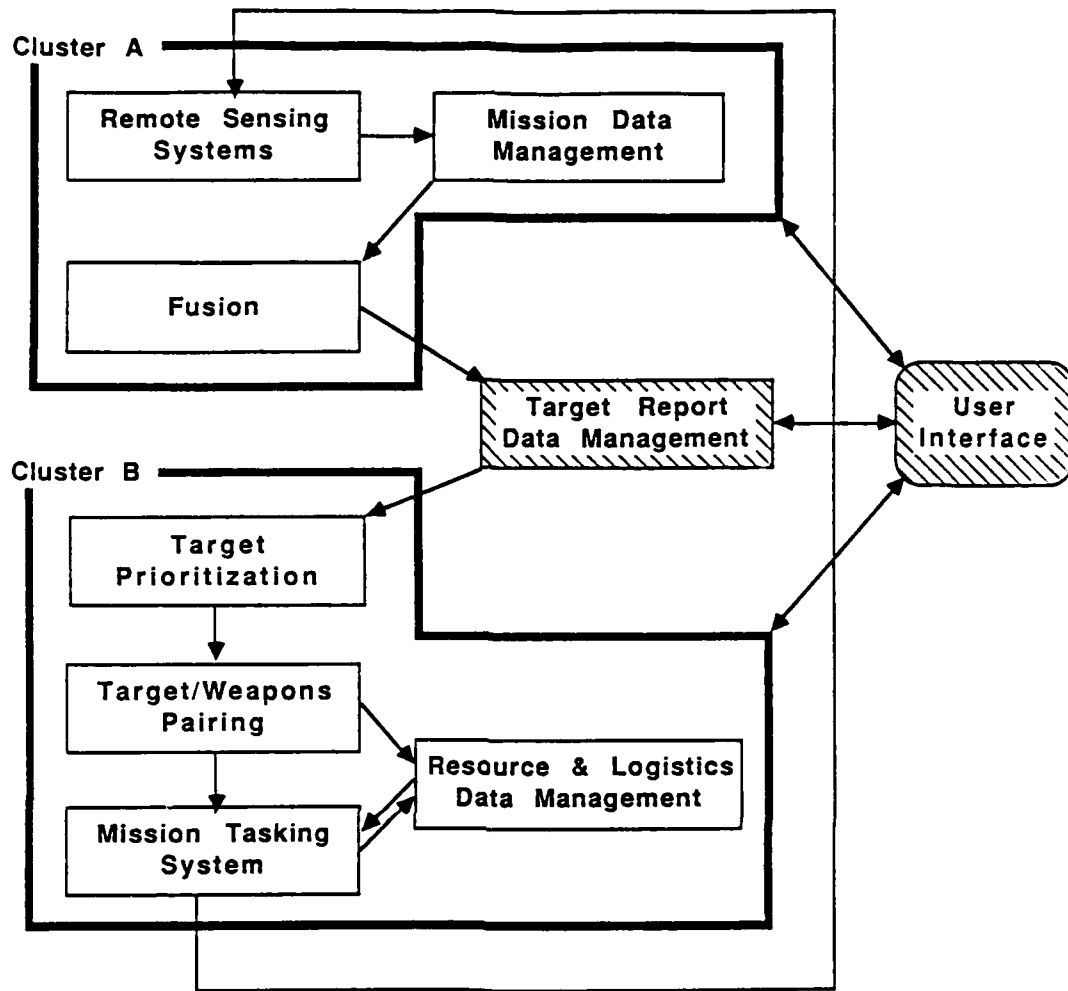 Cluster A
Remote Sensing
Systems
Mission Data
Management
Fusion
Target Report
Data Management
User
Interface
Cluster B
Target
Prioritization
Target/Weapons
Pairing
Resource & Logistics
Data Management
Mission Tasking
System